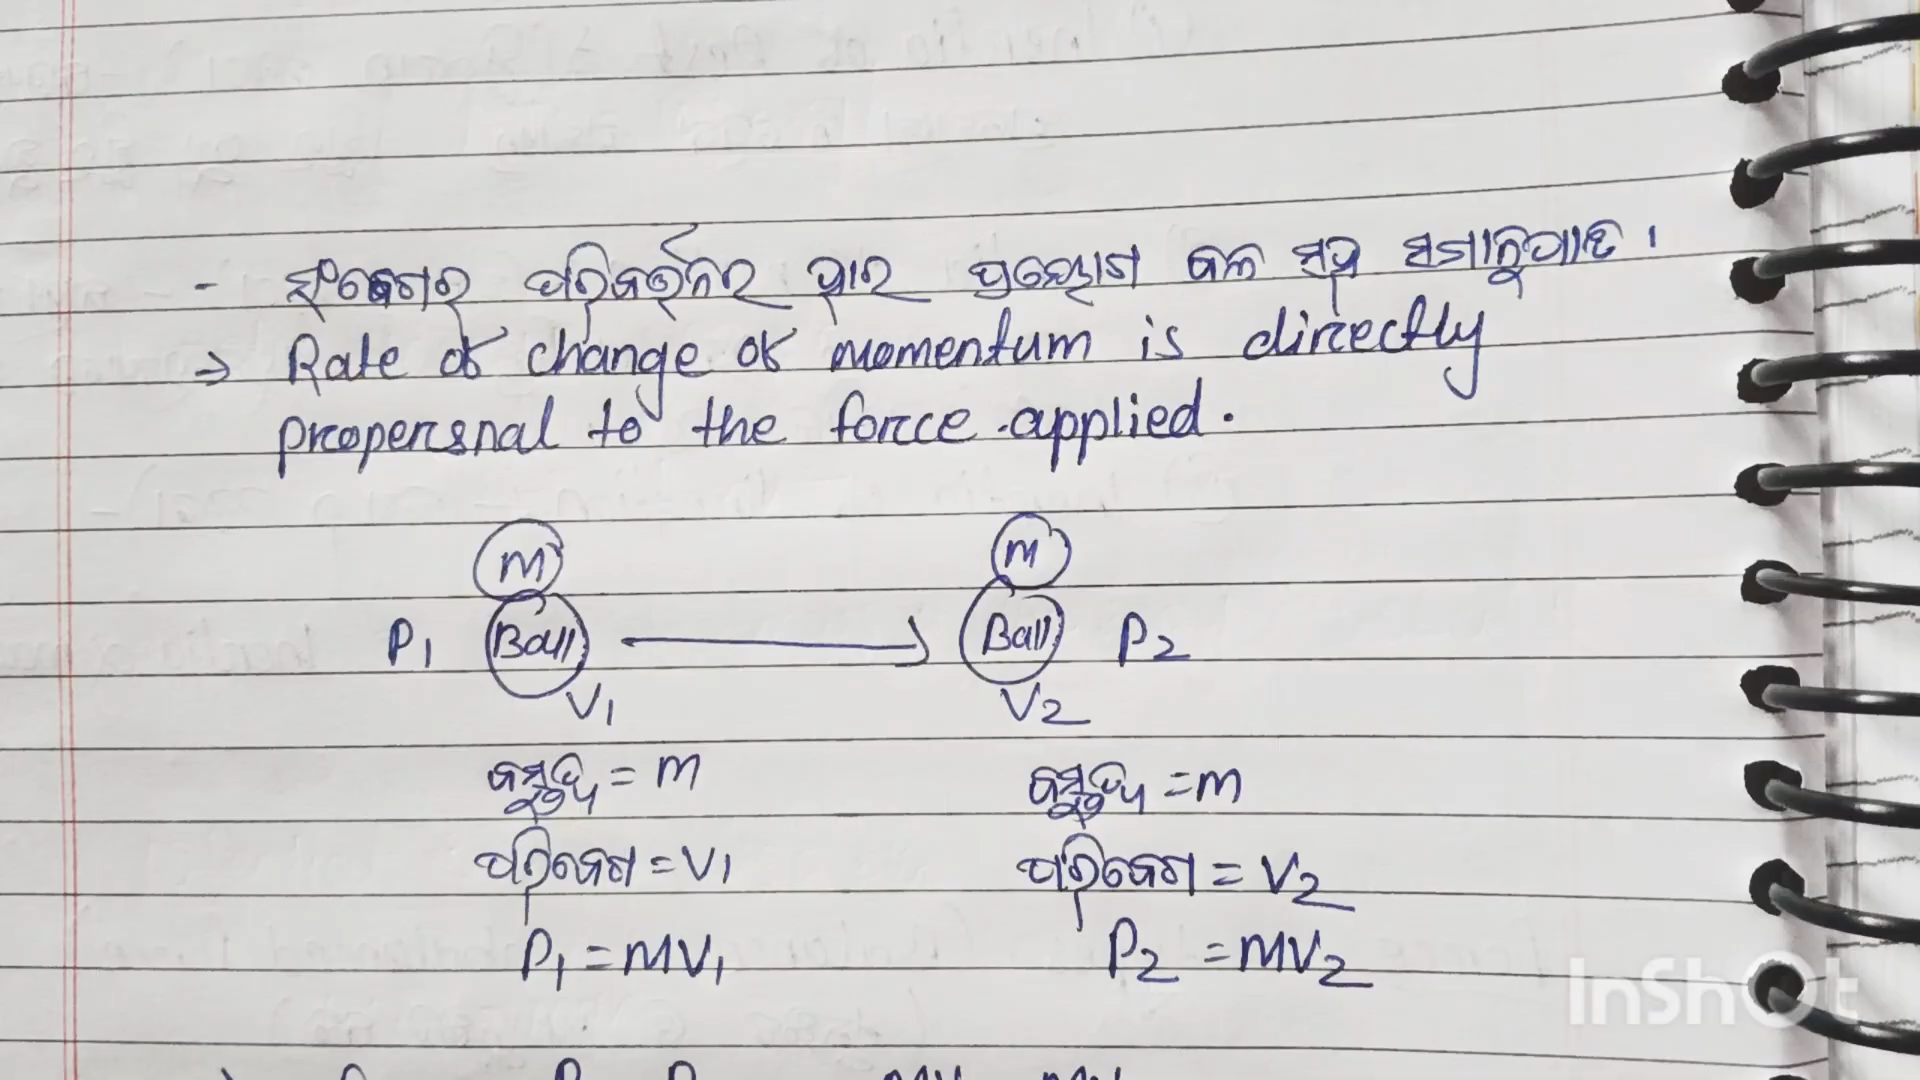 - ସଂବେଗର ପରିବର୍ତ୍ତନର ହାର ପ୍ରୟୋଗ ବଳ ସହ ସମାନୁପାତ ।
→ Rate of change of momentum is directly
propersnal to the force applied.
m m
P1 Ball → Ball P2
V1 V2
ବସ୍ତୁତ୍ୱ = m ବସ୍ତୁତ୍ୱ = m
ପରିବେଗ = V1 ପରିବେଗ = V2
P1 = MV1 P2 = MV2
InShOt